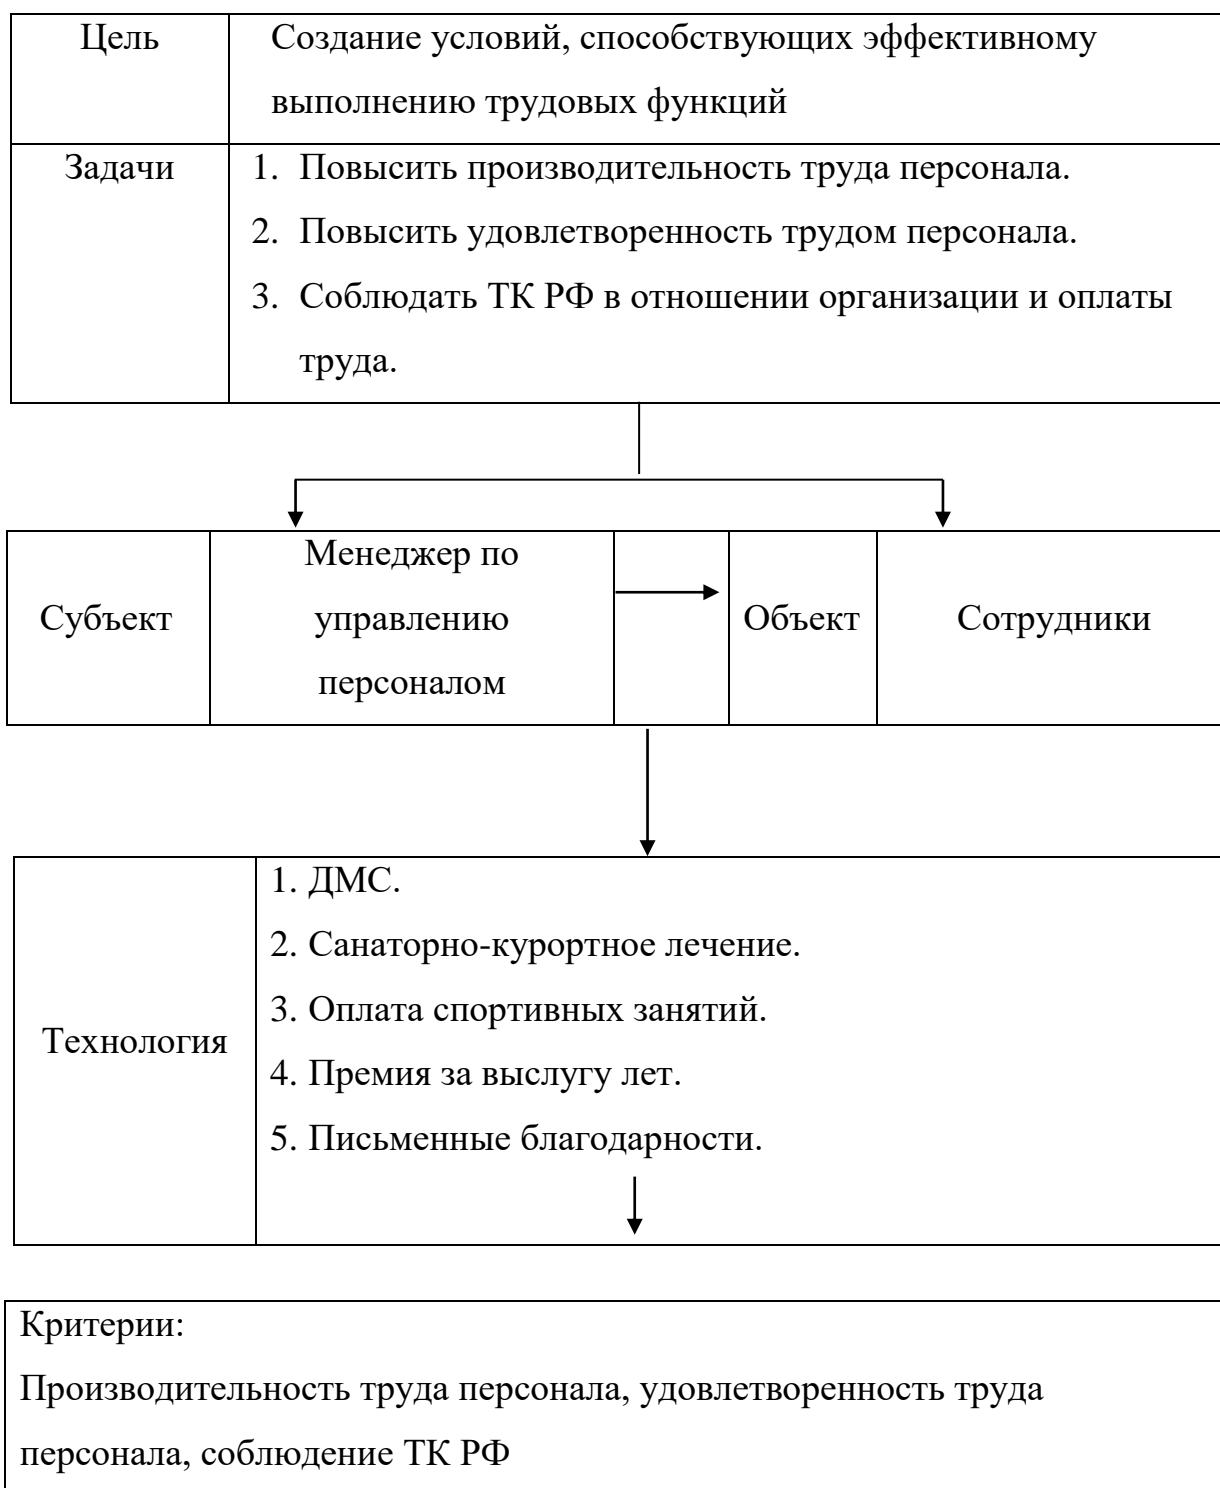 Цель
Создание условий, способствующих эффективному
выполнению трудовых функций
Задачи
1. Повысить производительность труда персонала.
2. Повысить удовлетворенность трудом персонала.
3. Соблюдать ТК РФ в отношении организации и оплаты
труда.
Субъект
Менеджер по
управлению
персоналом
Объект
Сотрудники
Технология
1. ДМС.
2. Санаторно-курортное лечение.
3. Оплата спортивных занятий.
4. Премия за выслугу лет.
5. Письменные благодарности.
Критерии:
Производительность труда персонала, удовлетворенность труда
персонала, соблюдение ТК РФ